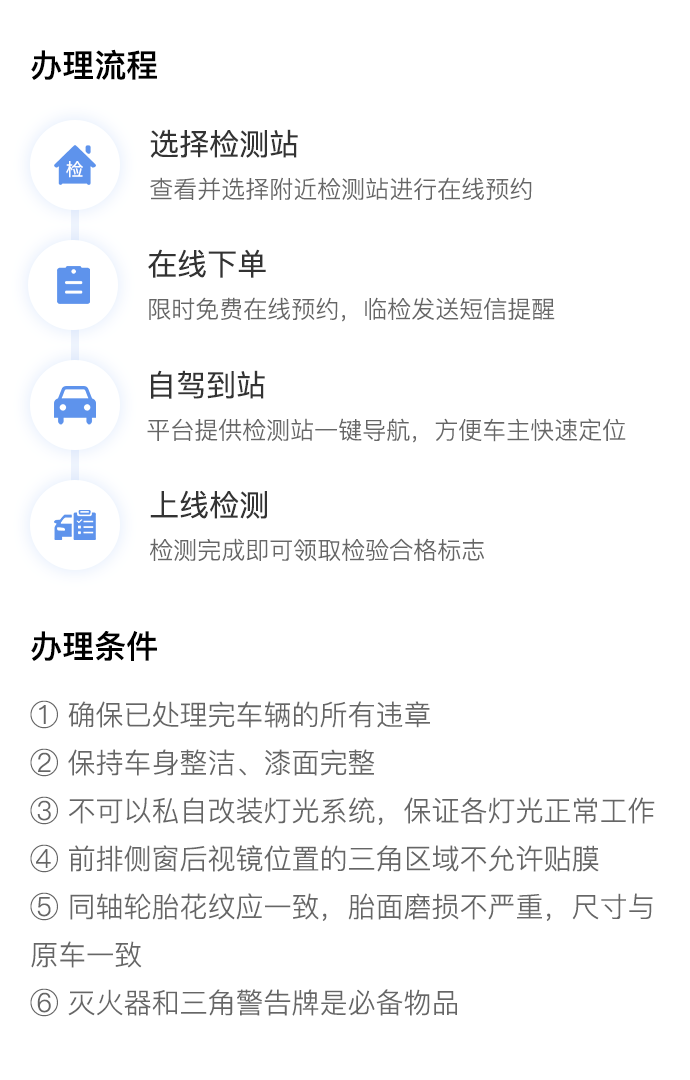 办理流程
检
选择检测站
查看并选择附近检测站进行在线预约
在线下单
限时免费在线预约，临检发送短信提醒
自驾到站
平台提供检测站一键导航，方便车主快速定位
上线检测
检测完成即可领取检验合格标志
办理条件
① 确保已处理完车辆的所有违章
② 保持车身整洁、漆面完整
③ 不可以私自改装灯光系统，保证各灯光正常工作
④ 前排侧窗后视镜位置的三角区域不允许贴膜
⑤ 同轴轮胎花纹应一致，胎面磨损不严重，尺寸与
原车一致
⑥ 灭火器和三角警告牌是必备物品